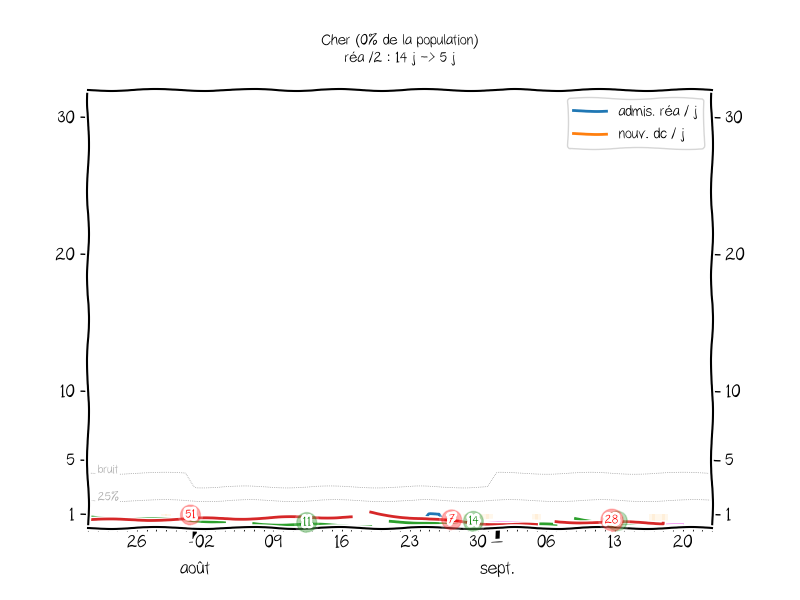 Cher (0% de la population)
réa /2 : 14 j -> 5 j
admis. réa / j
nouv. dc / j
30 30
20 20
10 10
5 5
bruit
25%
1 1
51 11 7 14 28
26 02 09 16 23 30 06 13 20
août sept.